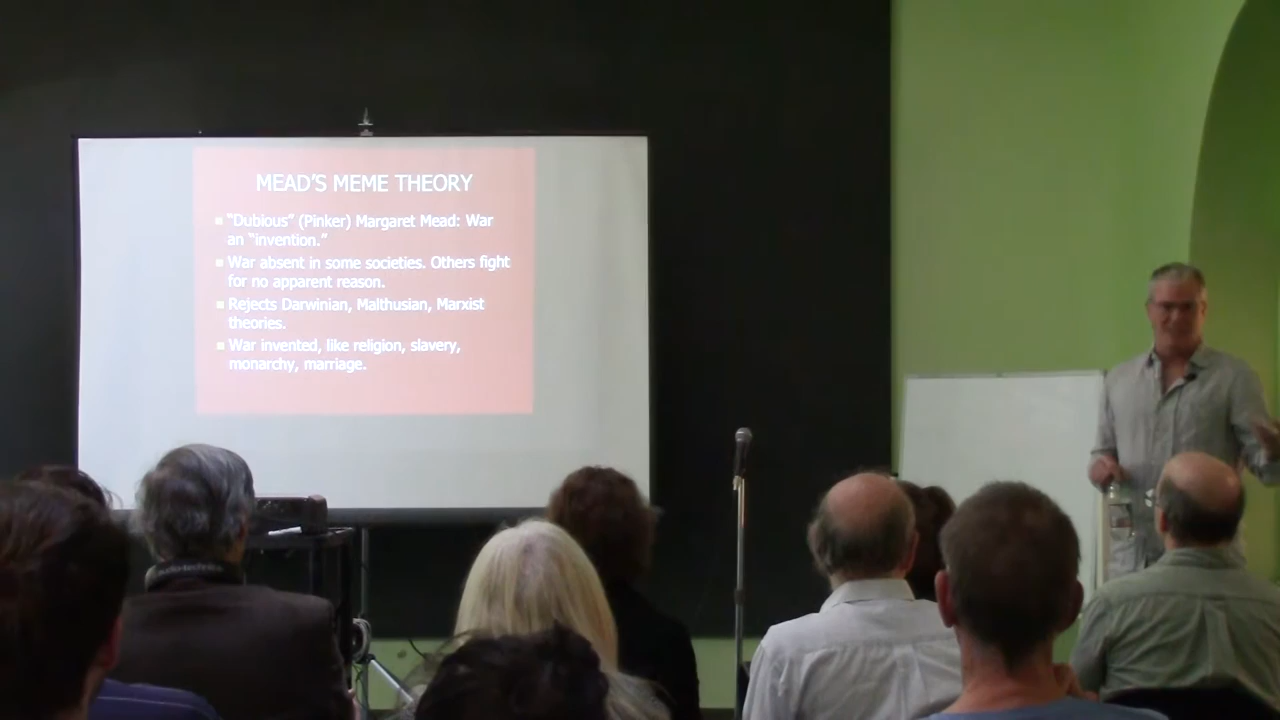 MEAD'S MEME THEORY
"Dubious" (Pinker) Margaret Mead: War
an "invention."
War absent in some societies. Others fight
for no apparent reason.
Rejects Darwinian, Malthusian, Marxist
theories.
War invented, like religion, slavery,
monarchy, marriage.